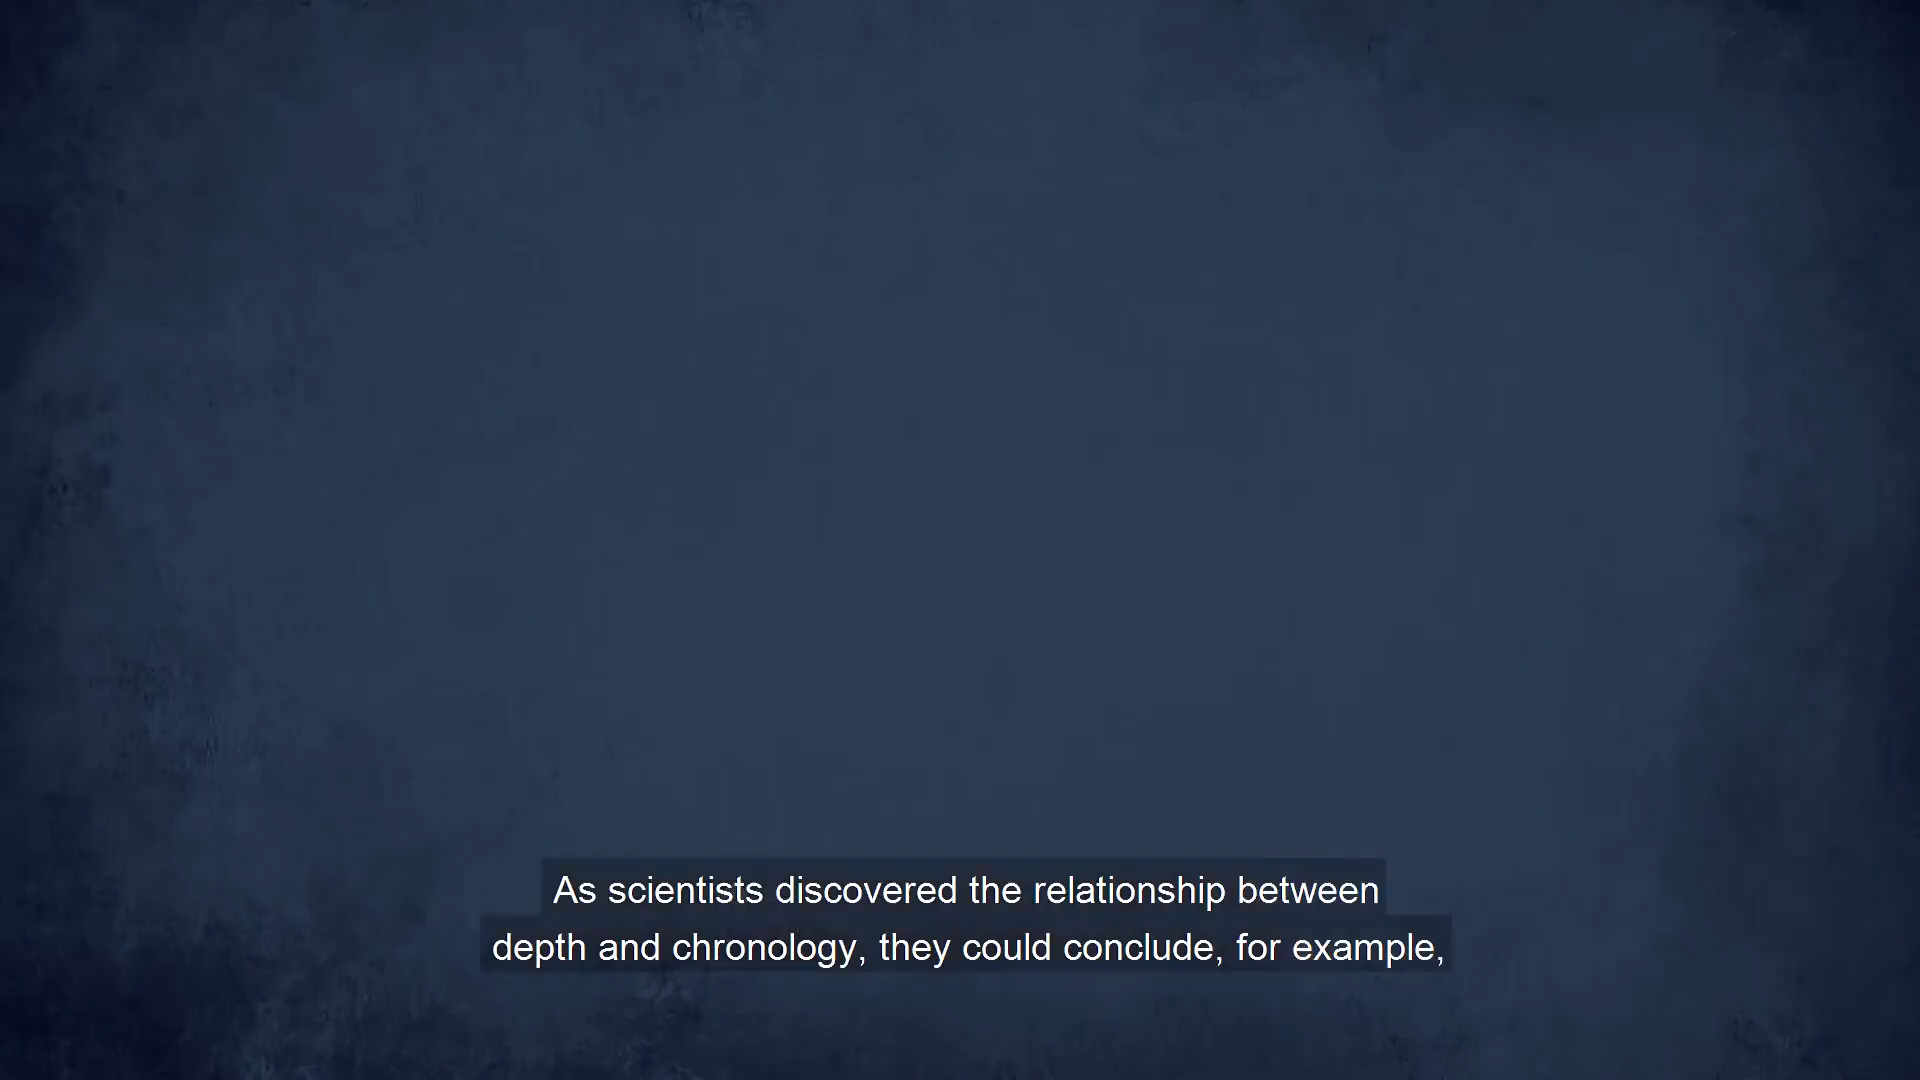 As scientists discovered the relationship between
depth and chronology, they could conclude, for example,